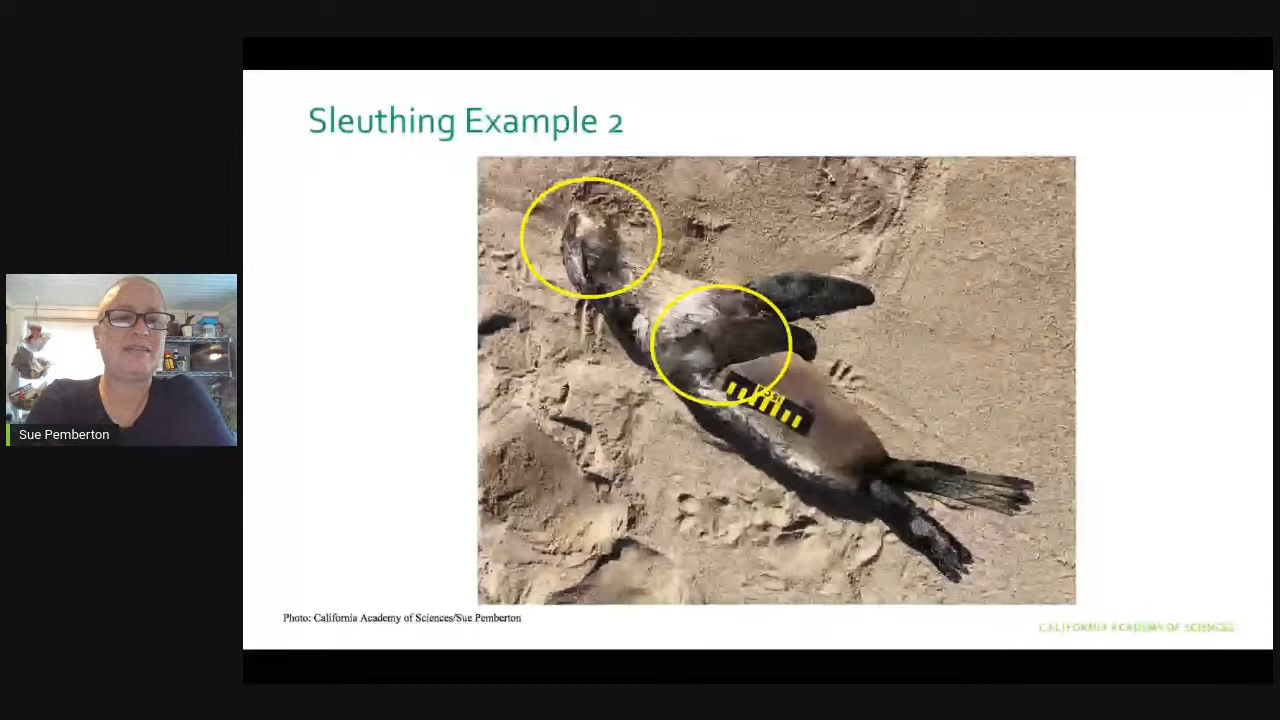 Sleuthing Example 2
Sue Pemberton
Photo: California Academy of Sciences/Sue Pemberton
CALIFORNIA ACADEMY OF SCIENCES